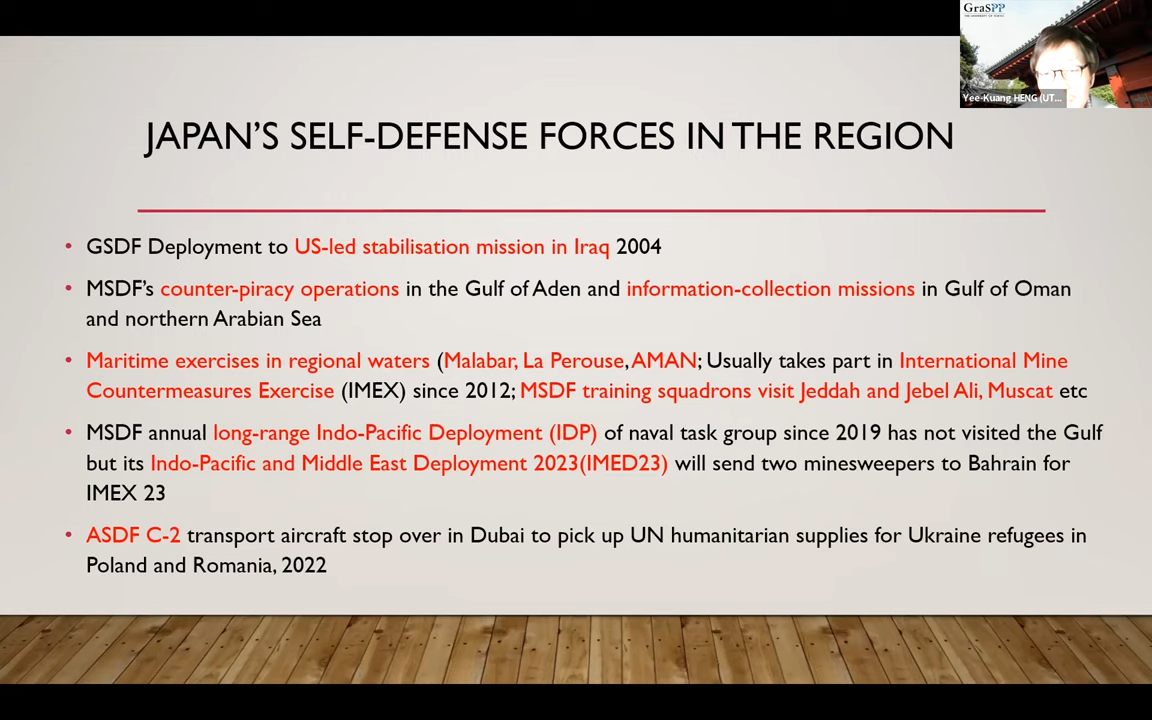 GraSPP
THE UNIVERSITY OF TOKYO
Yee-Kuang HENG (UT...
JAPAN'S SELF-DEFENSE FORCES IN THE REGION
• GSDF Deployment to US-led stabilisation mission in Iraq 2004
• MSDF's counter-piracy operations in the Gulf of Aden and information-collection missions in Gulf of Oman
and northern Arabian Sea
• Maritime exercises in regional waters (Malabar, La Perouse, AMAN; Usually takes part in International Mine
Countermeasures Exercise (IMEX) since 2012; MSDF training squadrons visit Jeddah and Jebel Ali, Muscat etc
• MSDF annual long-range Indo-Pacific Deployment (IDP) of naval task group since 2019 has not visited the Gulf
but its Indo-Pacific and Middle East Deployment 2023(IMED23) will send two minesweepers to Bahrain for
IMEX 23
• ASDF C-2 transport aircraft stop over in Dubai to pick up UN humanitarian supplies for Ukraine refugees in
Poland and Romania, 2022